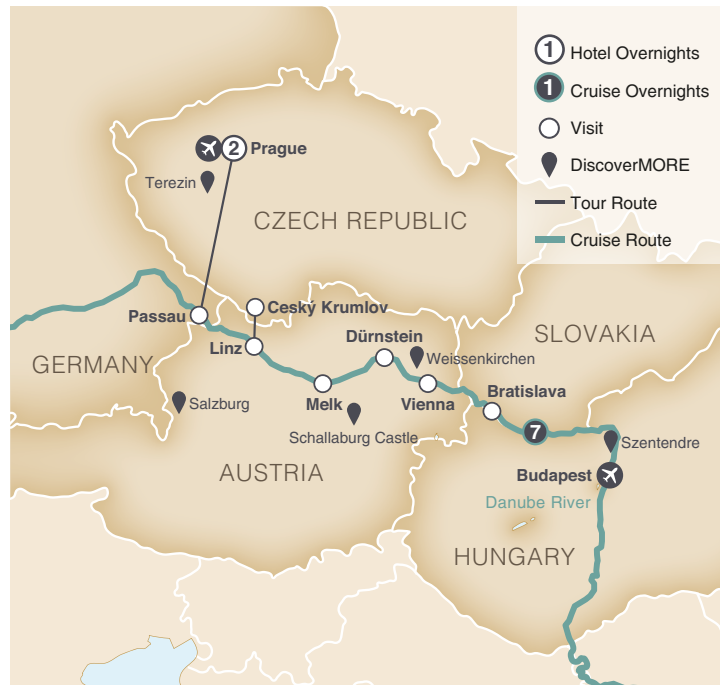 1 Hotel Overnights
1 Cruise Overnights
Visit
DiscoverMORE
Tour Route
Cruise Route
2 Prague
Terezin
CZECH REPUBLIC
Ceský Krumlov
Passau
Linz
Dürnstein
SLOVAKIA
GERMANY
Weissenkirchen
Salzburg
Melk
Vienna
Bratislava
Schallaburg Castle
7
Szentendre
AUSTRIA
Budapest
Danube River
HUNGARY